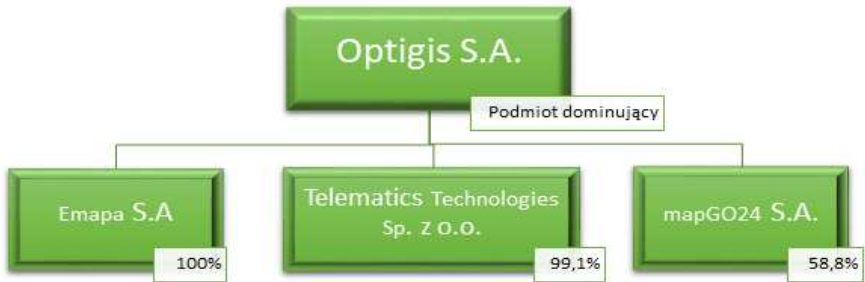 Optigis S.A.
Podmiot dominujący
Emapa S.A
100%
Telematics Technologies
Sp. z o.o.
99,1%
mapGO24 S.A.
58,8%